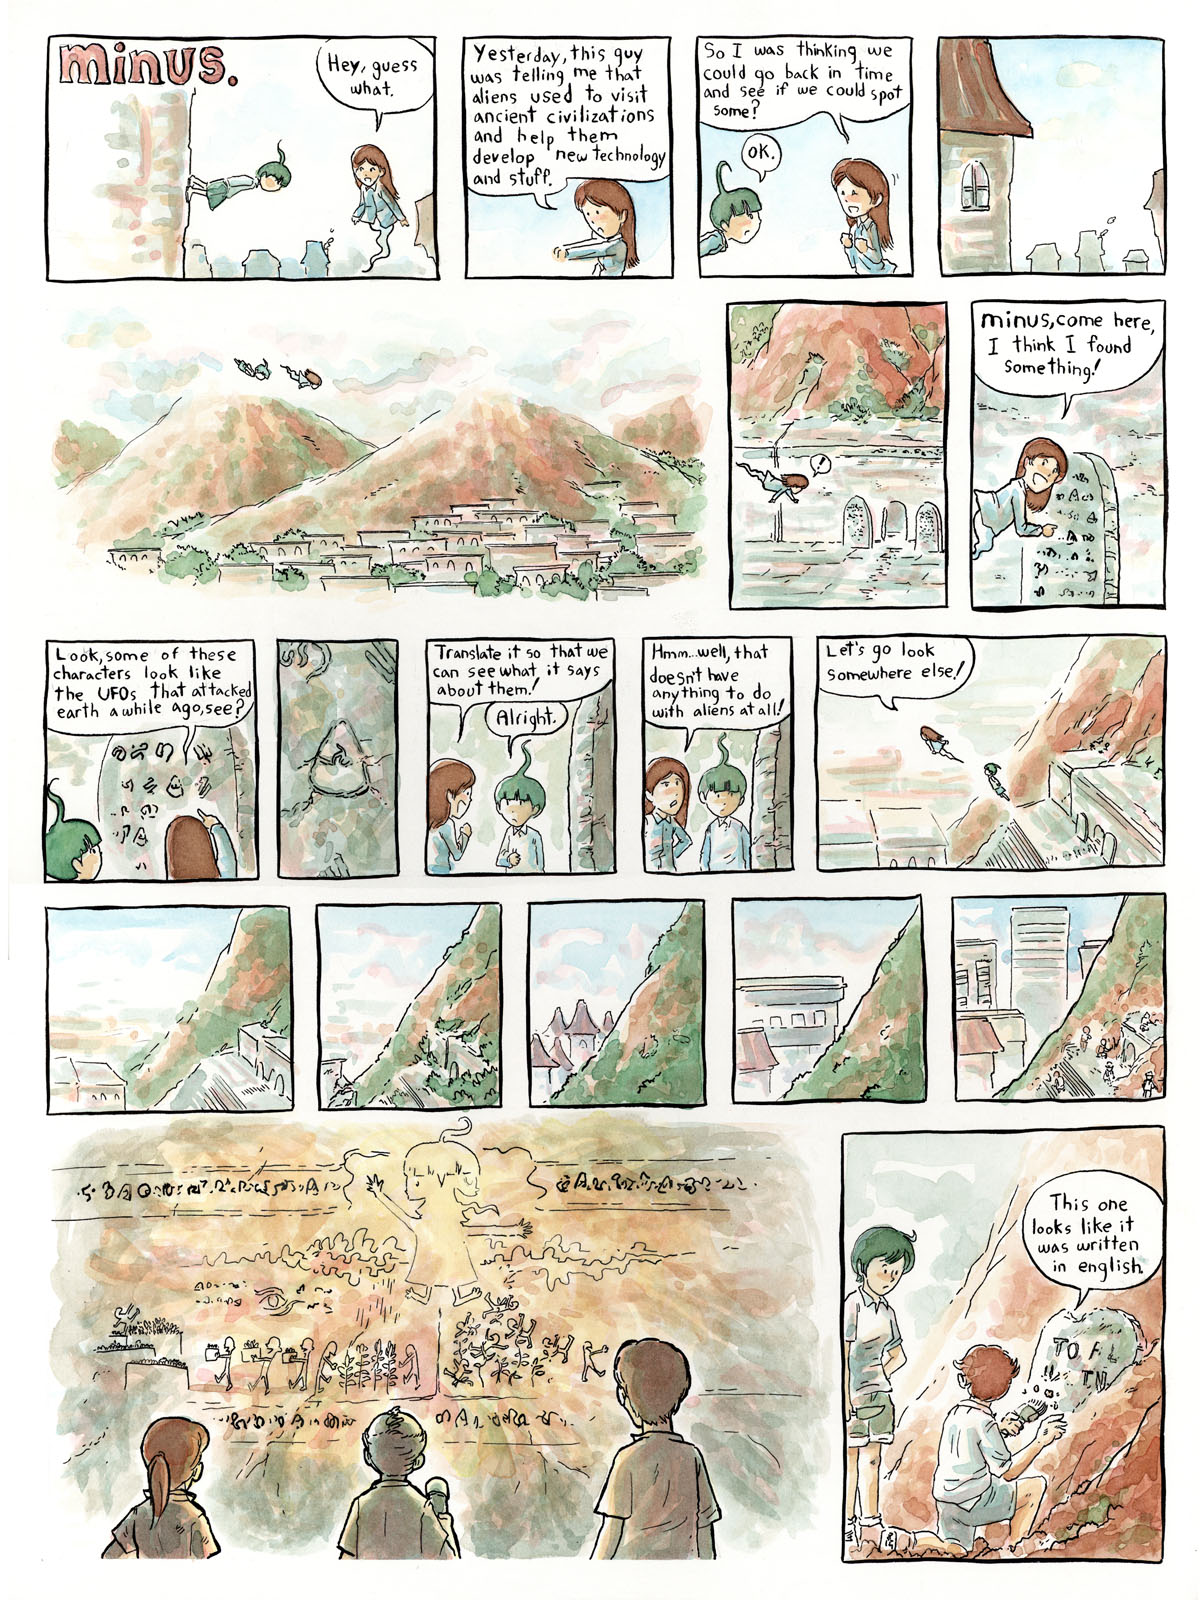 minus.
Hey, guess
what.
Yesterday, this guy
was telling me that
aliens used to visit
ancient civilizations
and help them
develop new technology
and stuff.
So I was thinking we
could go back in time
and see if we could spot
some?
OK.
!
minus, come here,
I think I found
something!
Look, some of these
characters look like
the UFOs that attacked
earth a while ago, see?
Translate it so that we
can see what it says
about them!
Alright.
Hmm...well, that
doesn't have
anything to do
with aliens at all!
Let's go look
somewhere else!
This one
looks like it
was written
in english
TO
TN